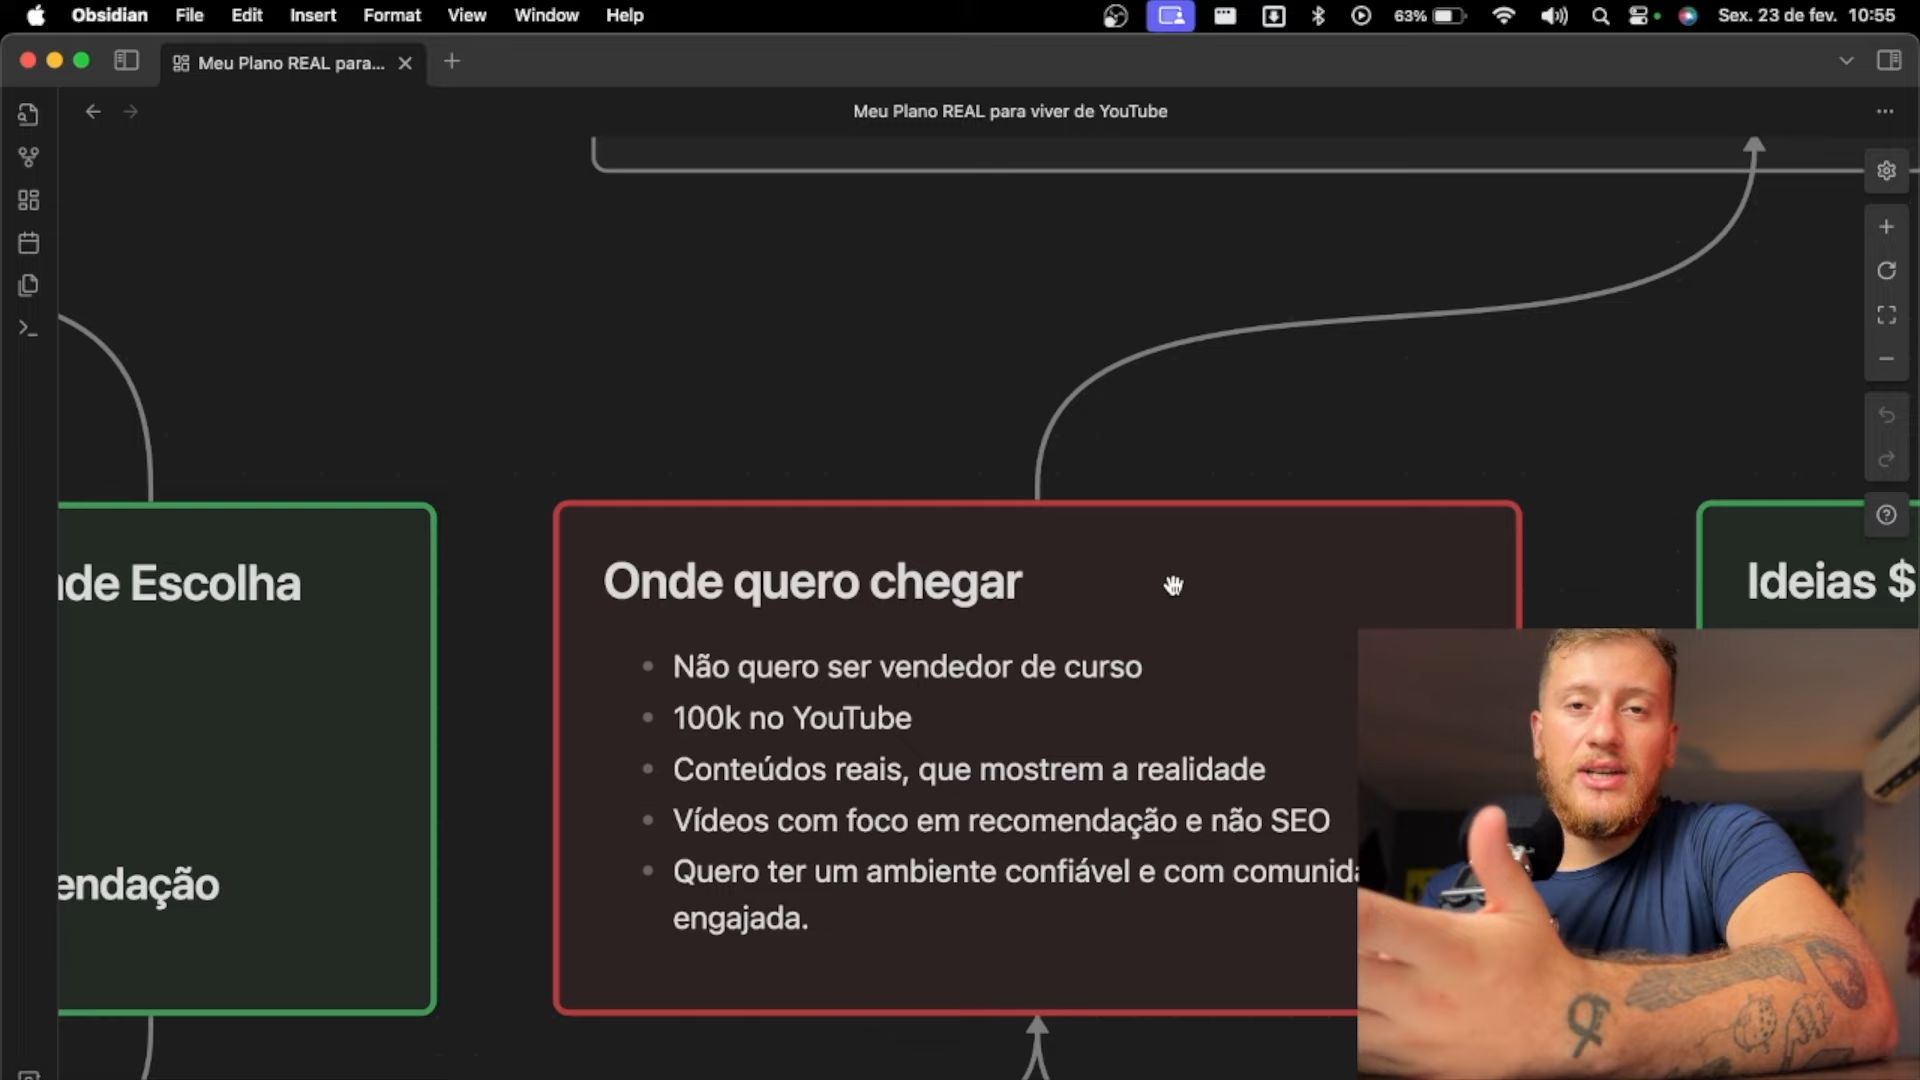 Obsidian File Edit Insert Format View Window Help 63% Sex. 23 de fev. 10:55
Meu Plano REAL para...
Meu Plano REAL para viver de YouTube
de Escolha
endação
Onde quero chegar
Não quero ser vendedor de curso
100k no YouTube
Conteúdos reais, que mostrem a realidade
Vídeos com foco em recomendação e não SEO
Quero ter um ambiente confiável e com comunida
engajada.
Ideias $